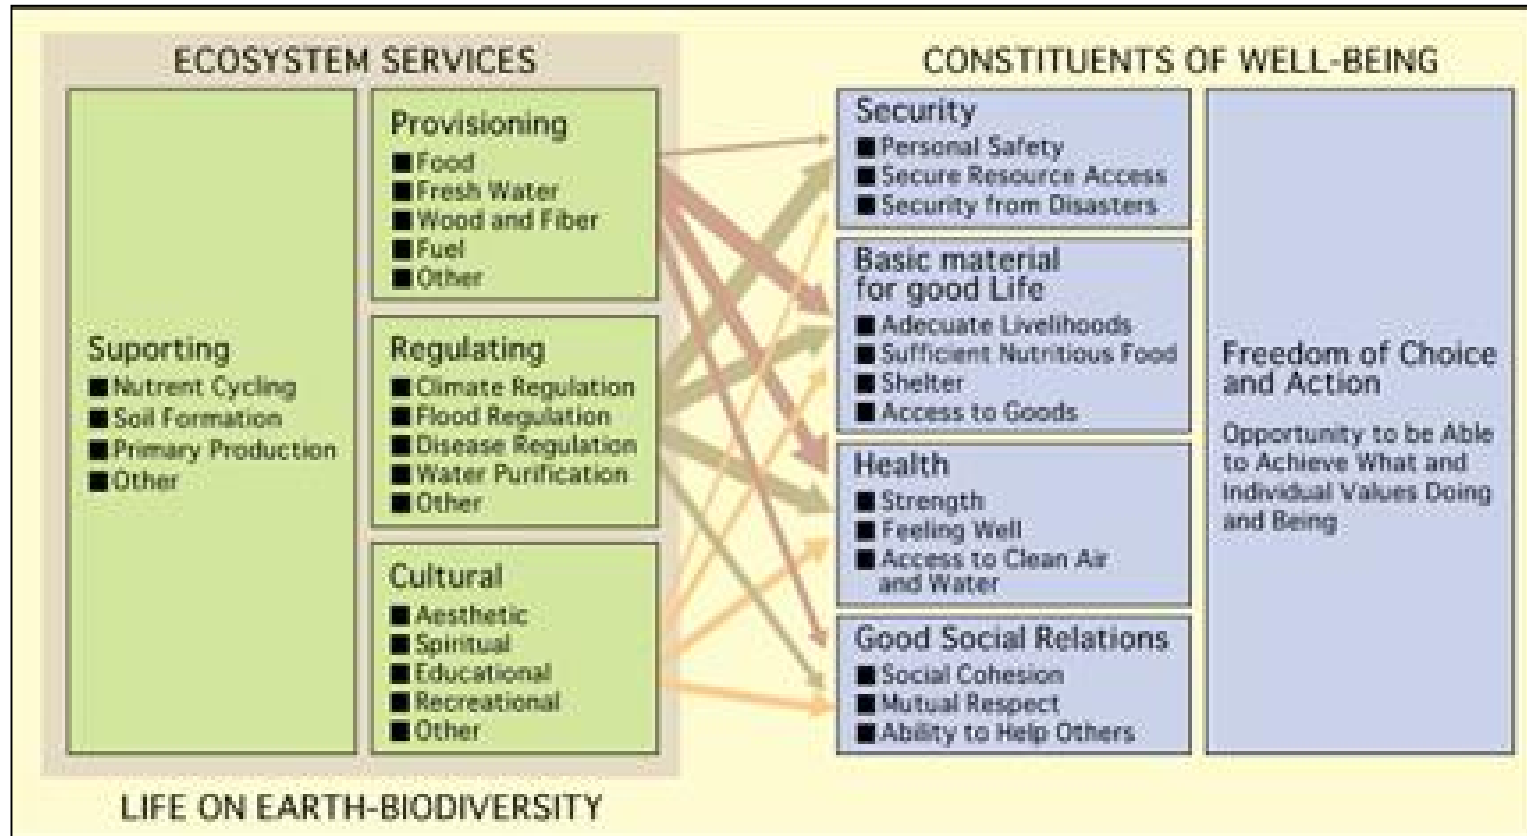 ECOSYSTEM SERVICES
Suporting
■ Nutrent Cycling
■ Soil Formation
■ Primary Production
■ Other
Provisioning
■ Food
■ Fresh Water
■ Wood and Fiber
■ Fuel
■ Other
Regulating
■ Climate Regulation
■ Flood Regulation
■ Disease Regulation
■ Water Purification
■ Other
Cultural
■ Aesthetic
■ Spiritual
■ Educational
■ Recreational
■ Other
LIFE ON EARTH-BIODIVERSITY
CONSTITUENTS OF WELL-BEING
Security
■ Personal Safety
■ Secure Resource Access
■ Security from Disasters
Basic material
for good Life
■ Adequate Livelihoods
■ Sufficient Nutritious Food
■ Shelter
■ Access to Goods
Health
■ Strength
■ Feeling Well
■ Access to Clean Air
and Water
Good Social Relations
■ Social Cohesion
■ Mutual Respect
■ Ability to Help Others
Freedom of Choice
and Action
Opportunity to be Able
to Achieve What and
Individual Values Doing
and Being